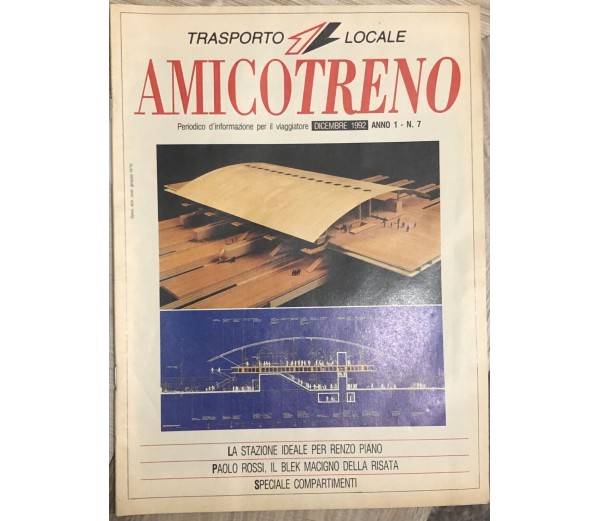 TRASPORTO TL LOCALE
AMICOTRENO
Periodico d'informazione per il viaggiatore DICEMBRE 1992 ANNO 1 - N. 7
LA STAZIONE IDEALE PER RENZO PIANO
PAOLO ROSSI, IL BLEK MACIGNO DELLA RISATA
SPECIALE COMPARTIMENTI